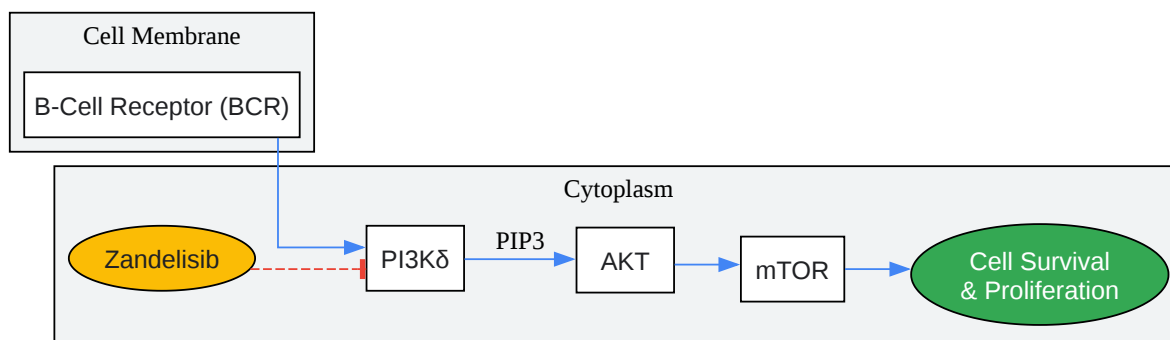 Cell Membrane
B-Cell Receptor (BCR)
Cytoplasm
Zandelisib
PI3Kδ
PIP3
AKT
mTOR
Cell Survival
& Proliferation